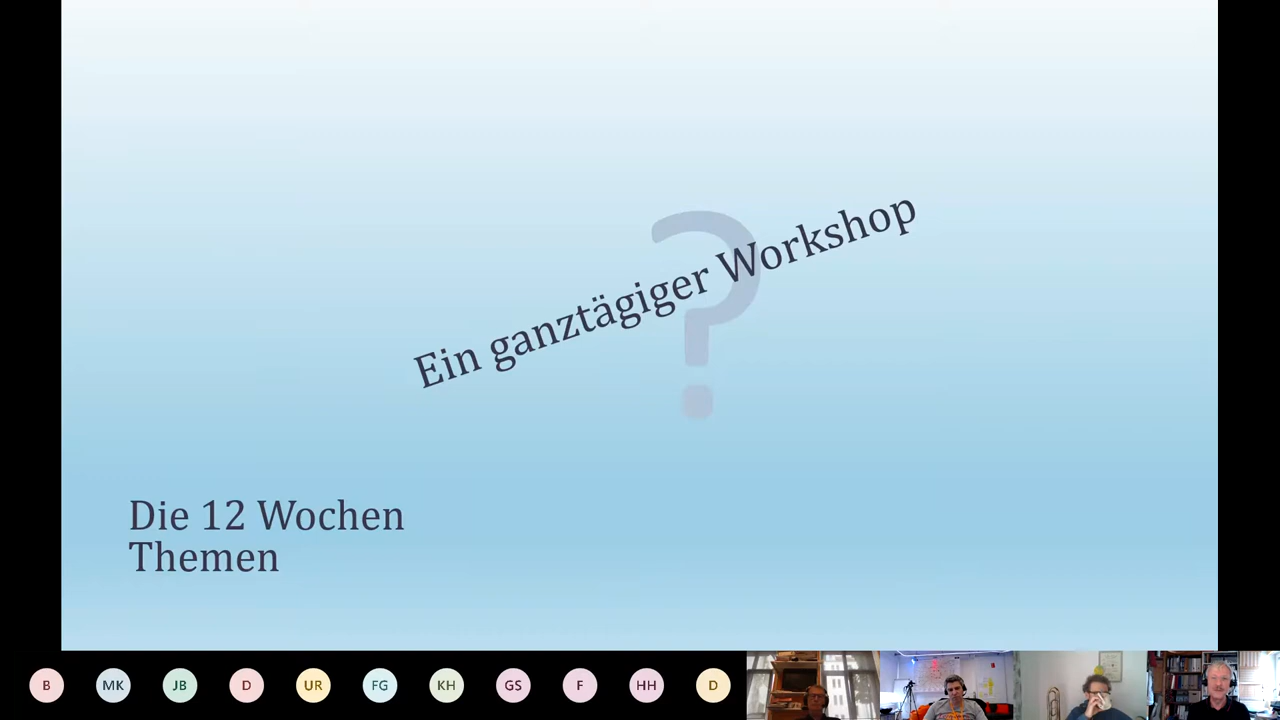 ?
Ein ganztägiger Workshop
Die 12 Wochen
Themen
B
MK
JB
D
UR
FG
KH
GS
F
HH
D